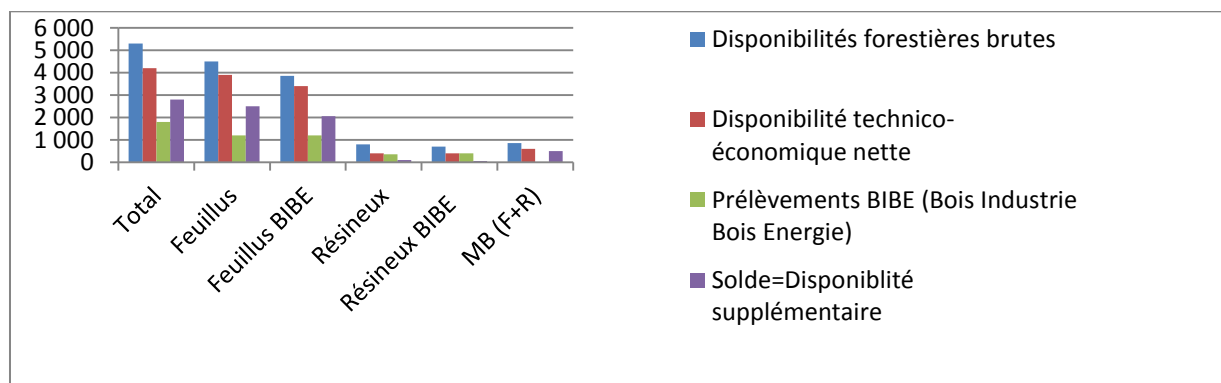 6 000
5 000
4 000
3 000
2 000
1 000
0
Total
Feuillus
Feuillus BIBE
Résineux
Résineux BIBE
MB (F+R)
Disponibilités forestières brutes
Disponibilité technico-
économique nette
Prélèvements BIBE (Bois Industrie
Bois Energie)
Solde=Disponiblité
supplémentaire